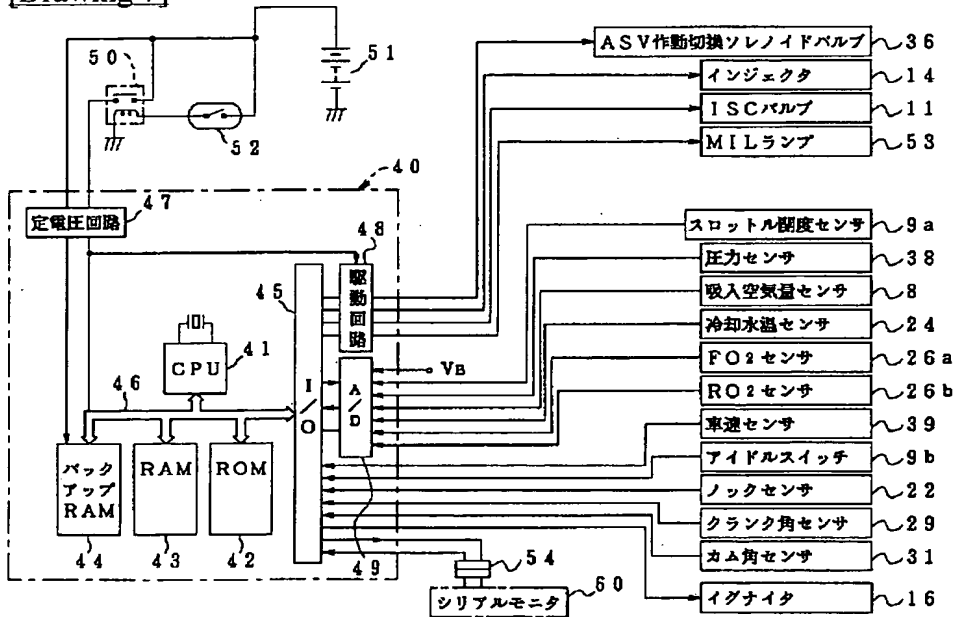 [Drawing 7]
50
51
52
ASV作動切換ソレノイドバルブ 36
インジェクタ 14
ISCバルブ 11
MILランプ 53
40
定電圧回路 47
48
駆動回路
45
I/O
A/D
49
VB
41
CPU
46
バックアップRAM
44
RAM
43
ROM
42
スロットル開度センサ 9a
圧力センサ 38
吸入空気量センサ 8
冷却水温センサ 24
FO2センサ 26a
RO2センサ 26b
車速センサ 39
アイドルスイッチ 9b
ノックセンサ 22
クランク角センサ 29
カム角センサ 31
イグナイタ 16
54
シリアルモニタ 60